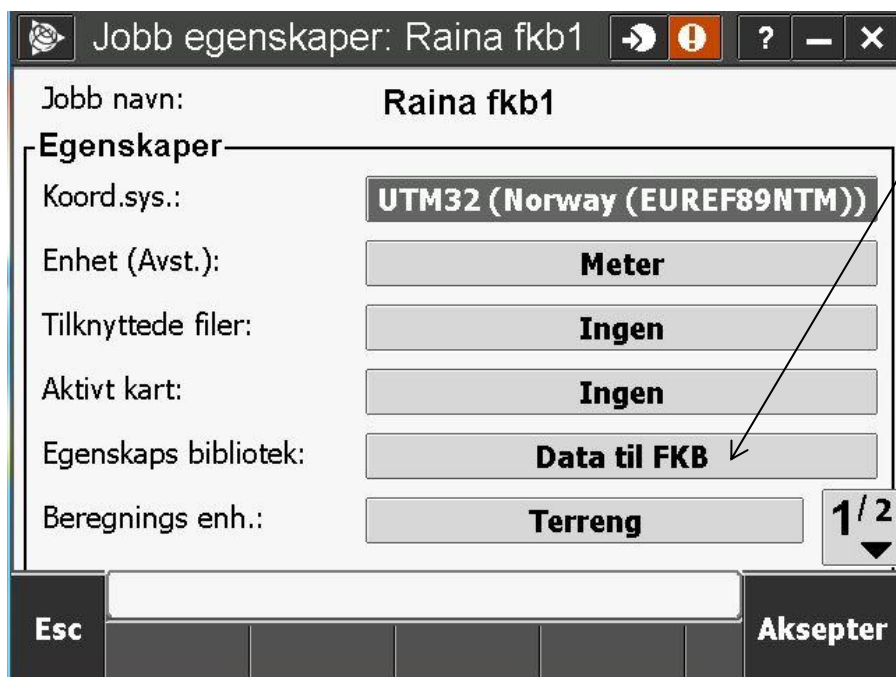 Jobb egenskaper: Raina fkb1 ? – ×
Jobb navn: Raina fkb1
Egenskaper
Koord.sys.: UTM32 (Norway (EUREF89NTM))
Enhet (Avst.): Meter
Tilknyttede filer: Ingen
Aktivt kart: Ingen
Egenskaps bibliotek: Data til FKB
Beregnings enh.: Terreng 1/2
Esc Aksepter